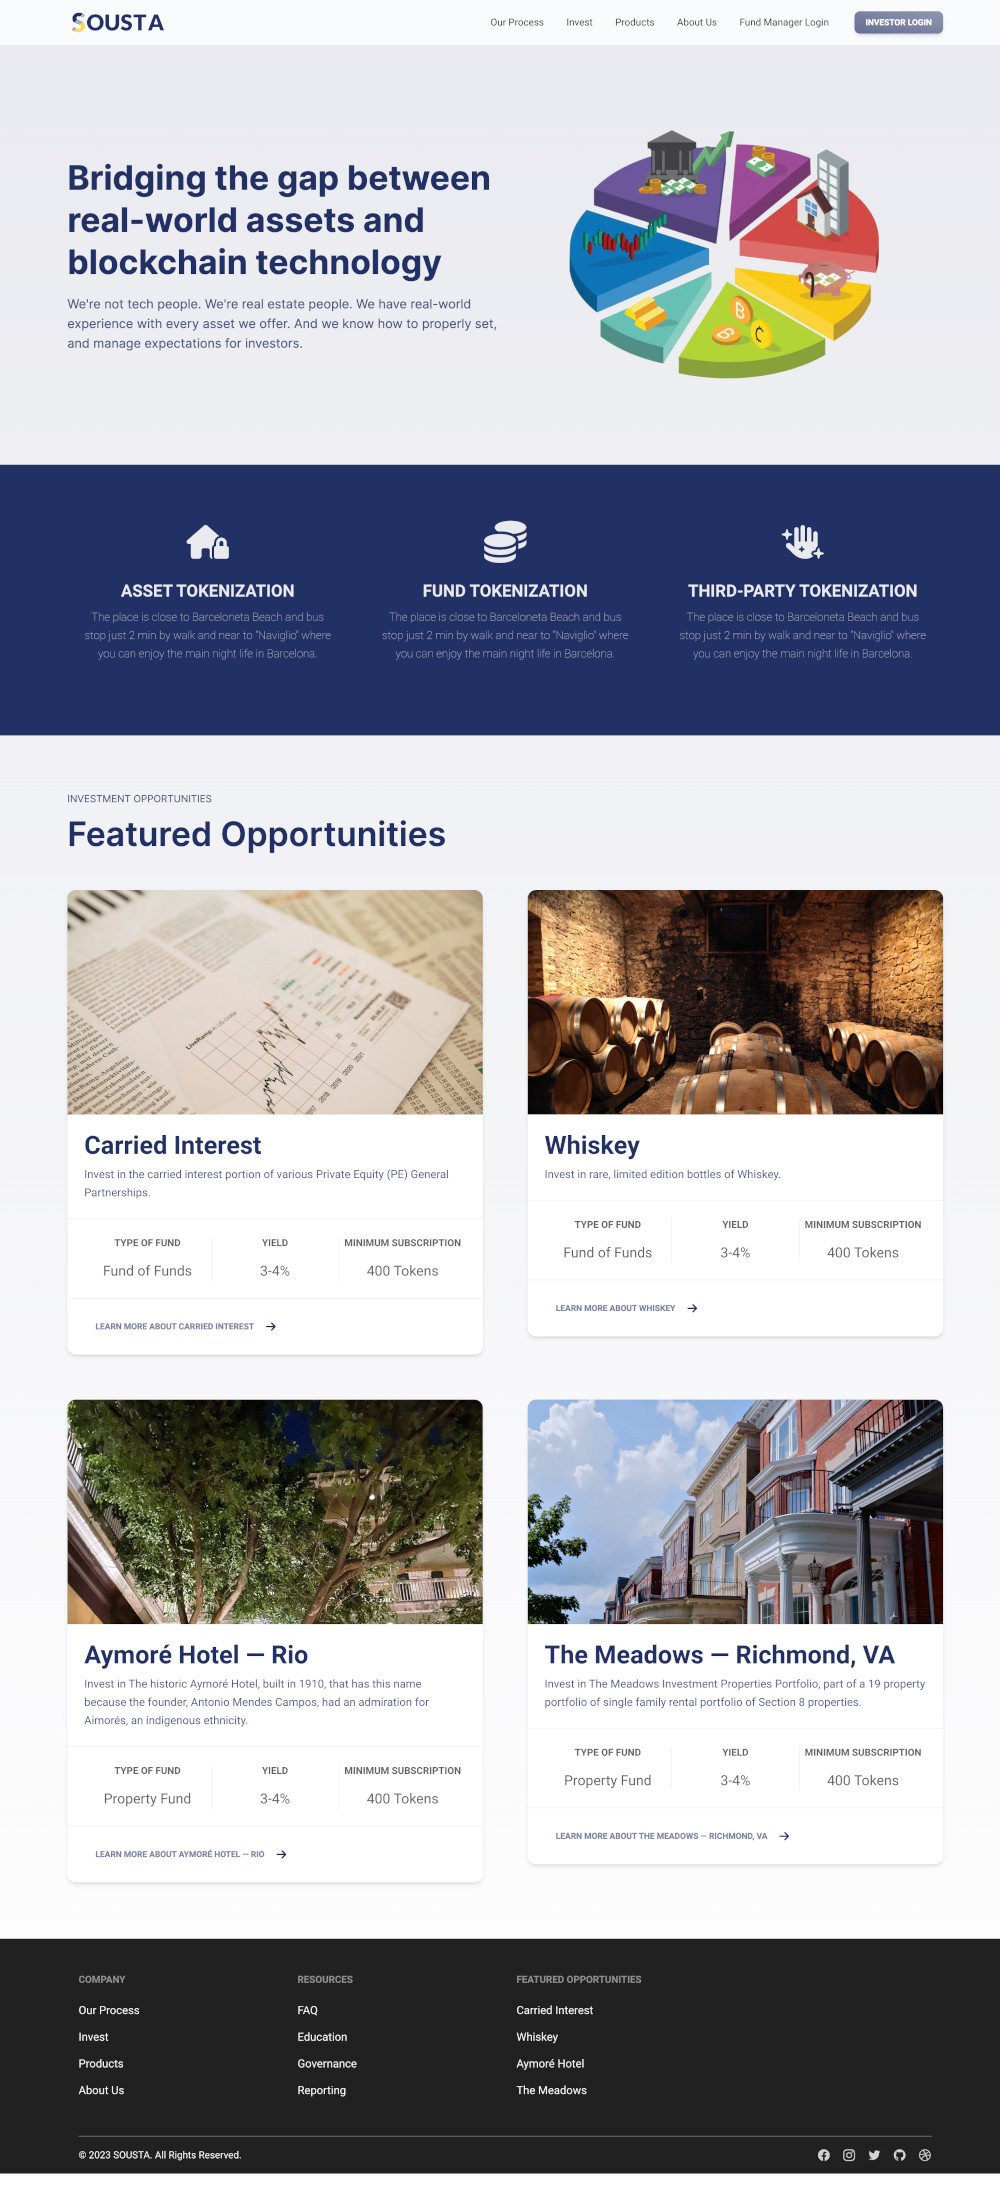 SOUSTA
Our Process Invest Products About Us Fund Manager Login INVESTOR LOGIN
Bridging the gap between
real-world assets and
blockchain technology
We're not tech people. We're real estate people. We have real-world
experience with every asset we offer. And we know how to properly set,
and manage expectations for investors.
ASSET TOKENIZATION
The place is close to Barceloneta Beach and bus
stop just 2 min by walk and near to "Naviglio" where
you can enjoy the main night life in Barcelona.
FUND TOKENIZATION
The place is close to Barceloneta Beach and bus
stop just 2 min by walk and near to "Naviglio" where
you can enjoy the main night life in Barcelona.
THIRD-PARTY TOKENIZATION
The place is close to Barceloneta Beach and bus
stop just 2 min by walk and near to "Naviglio" where
you can enjoy the main night life in Barcelona.
INVESTMENT OPPORTUNITIES
Featured Opportunities
LiveRamp
Carried Interest
Invest in the carried interest portion of various Private Equity (PE) General
Partnerships.
TYPE OF FUND YIELD MINIMUM SUBSCRIPTION
Fund of Funds 3-4% 400 Tokens
LEARN MORE ABOUT CARRIED INTEREST
Whiskey
Invest in rare, limited edition bottles of Whiskey.
TYPE OF FUND YIELD MINIMUM SUBSCRIPTION
Fund of Funds 3-4% 400 Tokens
LEARN MORE ABOUT WHISKEY
Aymoré Hotel — Rio
Invest in The historic Aymoré Hotel, built in 1910, that has this name
because the founder, Antonio Mendes Campos, had an admiration for
Aimorés, an indigenous ethnicity.
TYPE OF FUND YIELD MINIMUM SUBSCRIPTION
Property Fund 3-4% 400 Tokens
LEARN MORE ABOUT AYMORÉ HOTEL — RIO
The Meadows — Richmond, VA
Invest in The Meadows Investment Properties Portfolio, part of a 19 property
portfolio of single family rental portfolio of Section 8 properties.
TYPE OF FUND YIELD MINIMUM SUBSCRIPTION
Property Fund 3-4% 400 Tokens
LEARN MORE ABOUT THE MEADOWS — RICHMOND, VA
COMPANY
Our Process
Invest
Products
About Us
RESOURCES
FAQ
Education
Governance
Reporting
FEATURED OPPORTUNITIES
Carried Interest
Whiskey
Aymoré Hotel
The Meadows
© 2023 SOUSTA. All Rights Reserved.